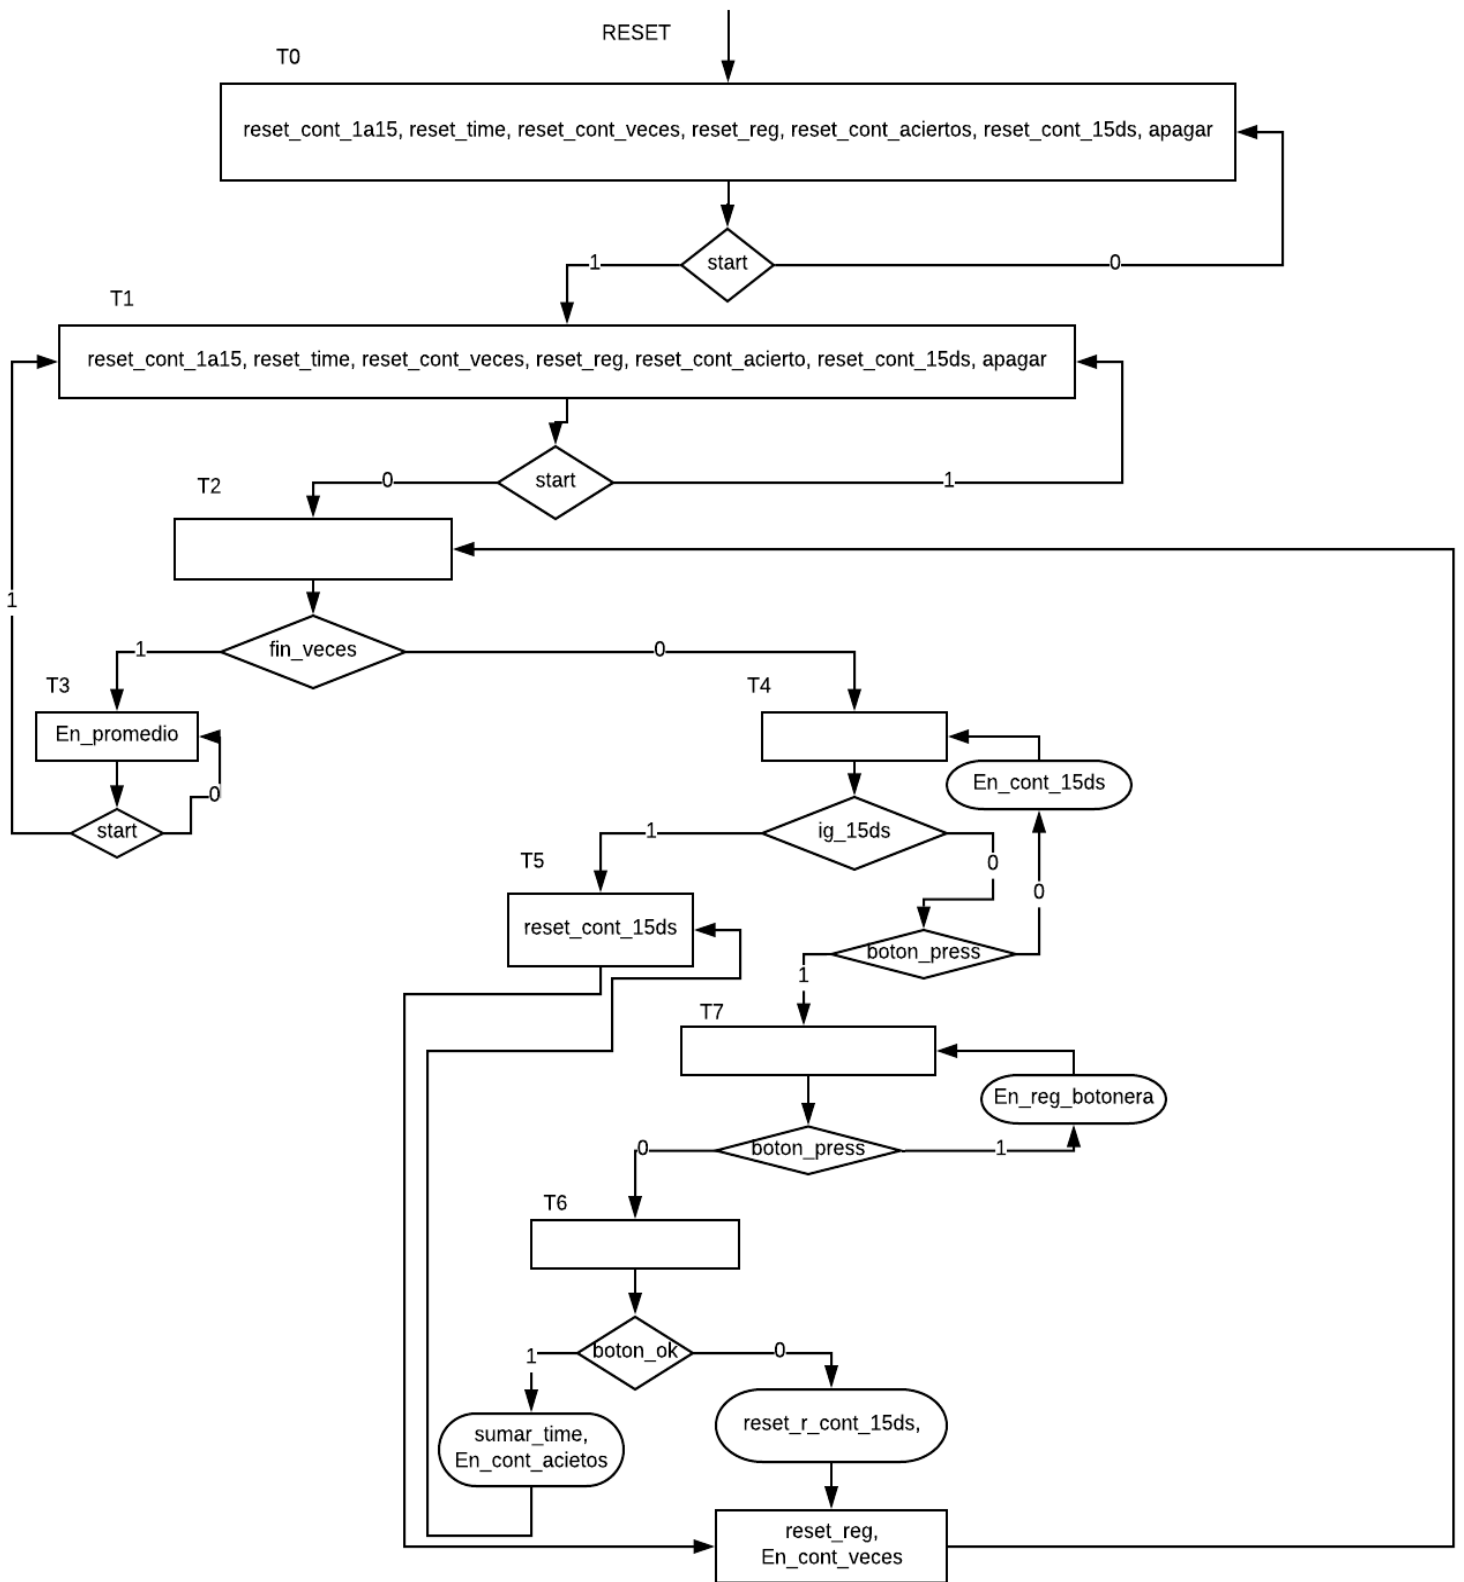 RESET
T0
reset_cont_1a15, reset_time, reset_cont_veces, reset_reg, reset_cont_aciertos, reset_cont_15ds, apagar
start
1
0
T1
reset_cont_1a15, reset_time, reset_cont_veces, reset_reg, reset_cont_acierto, reset_cont_15ds, apagar
start
0
1
T2
1
fin_veces
1
0
T3
T4
En_promedio
En_cont_15ds
0
start
ig_15ds
1
0
T5
0
reset_cont_15ds
boton_press
1
T7
En_reg_botonera
boton_press
0
1
T6
boton_ok
1
0
sumar_time,
En_cont_acietos
reset_r_cont_15ds,
reset_reg,
En_cont_veces